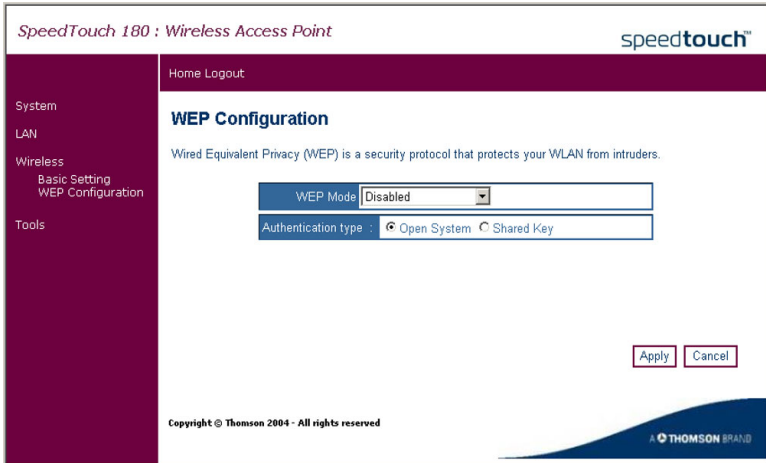 SpeedTouch 180 : Wireless Access Point
speedtouch™
Home Logout
System
LAN
Wireless
Basic Setting
WEP Configuration
Tools
WEP Configuration
Wired Equivalent Privacy (WEP) is a security protocol that protects your WLAN from intruders.
WEP Mode Disabled
Authentication type : Open System Shared Key
Apply Cancel
Copyright © Thomson 2004 - All rights reserved
A THOMSON BRAND